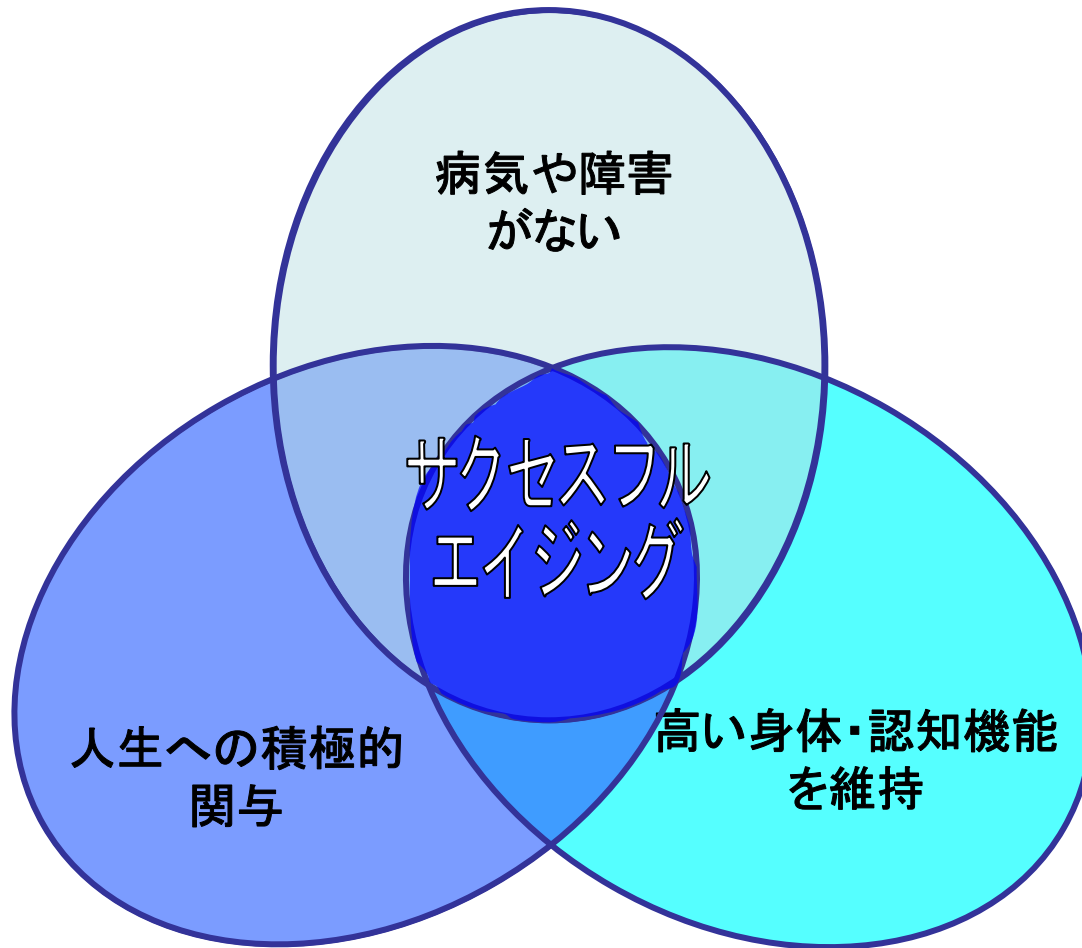 病気や障害
がない
サクセスフル
エイジング
人生への積極的
関与
高い身体・認知機能
を維持